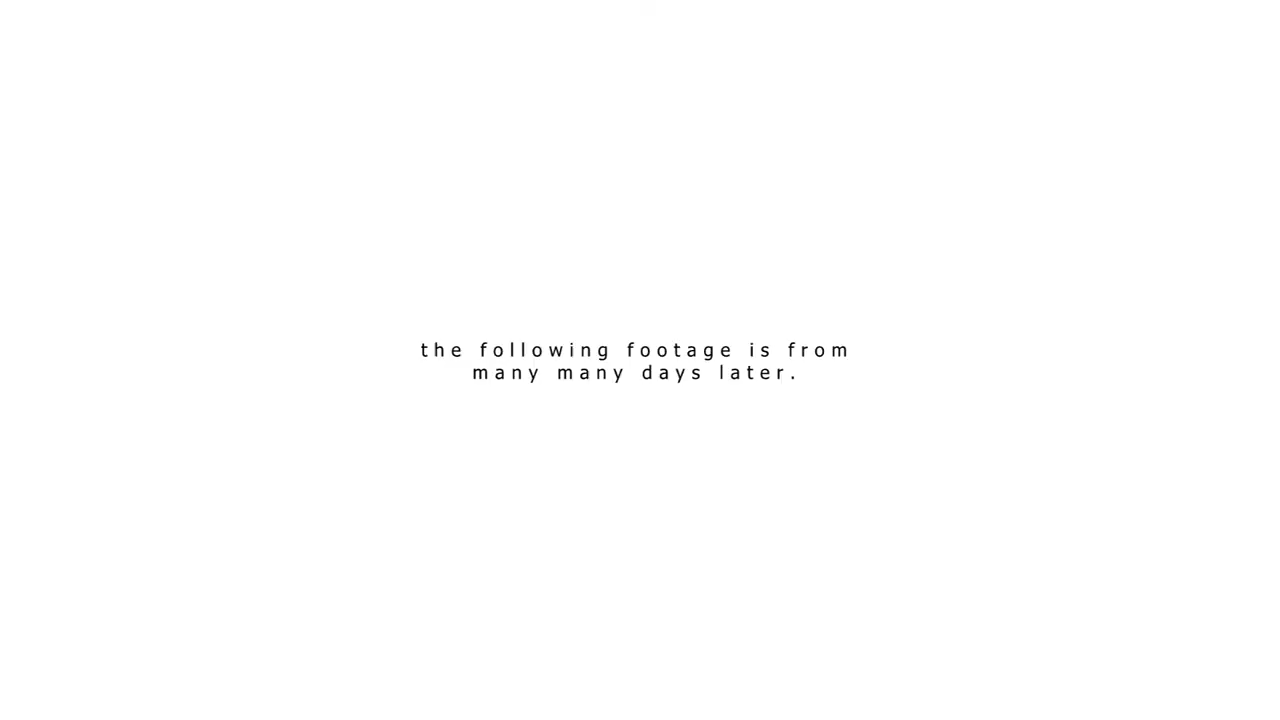 the following footage is from
many many days later.